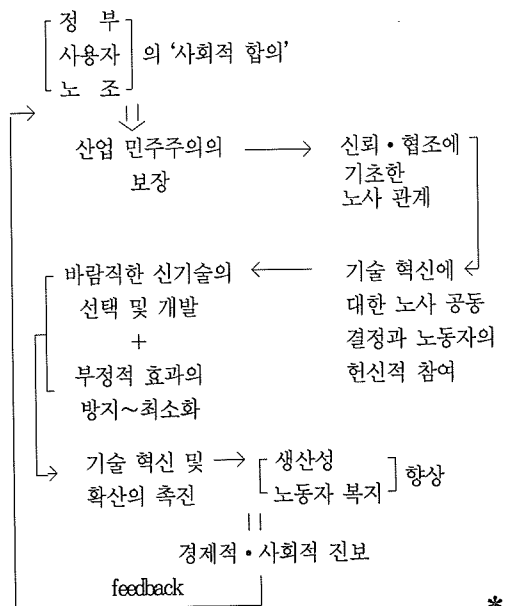 정 부
사용자 의 ‘사회적 합의’
노 조
산업 민주주의의
보장
신뢰・협조에
기초한
노사 관계
기술 혁신에
대한 노사 공동
결정과 노동자의
헌신적 참여
바람직한 신기술의
선택 및 개발
+
부정적 효과의
방지~최소화
기술 혁신 및
확산의 촉진
생산성
노동자 복지
향상
경제적・사회적 진보
feedback
*